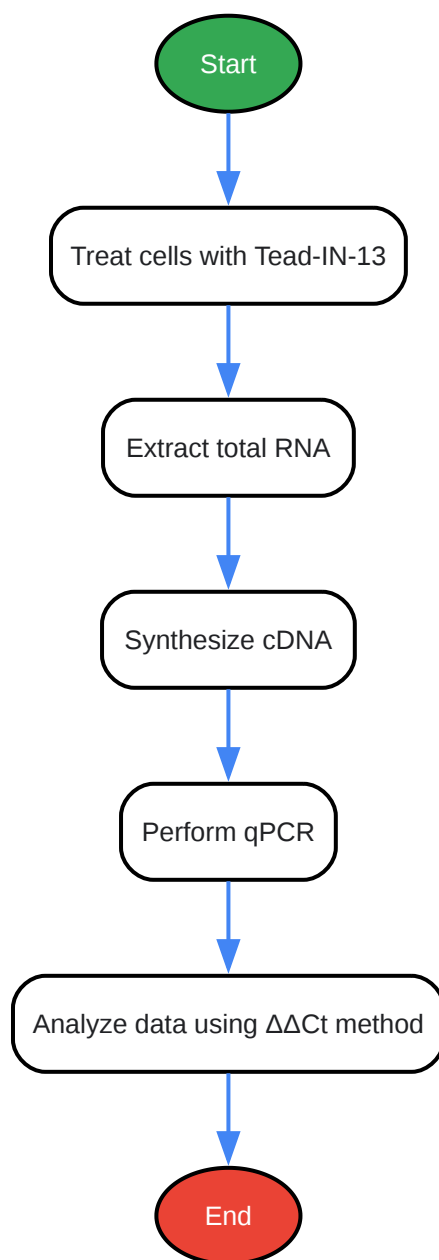 Start
Treat cells with Tead-IN-13
Extract total RNA
Synthesize cDNA
Perform qPCR
Analyze data using ΔΔCt method
End